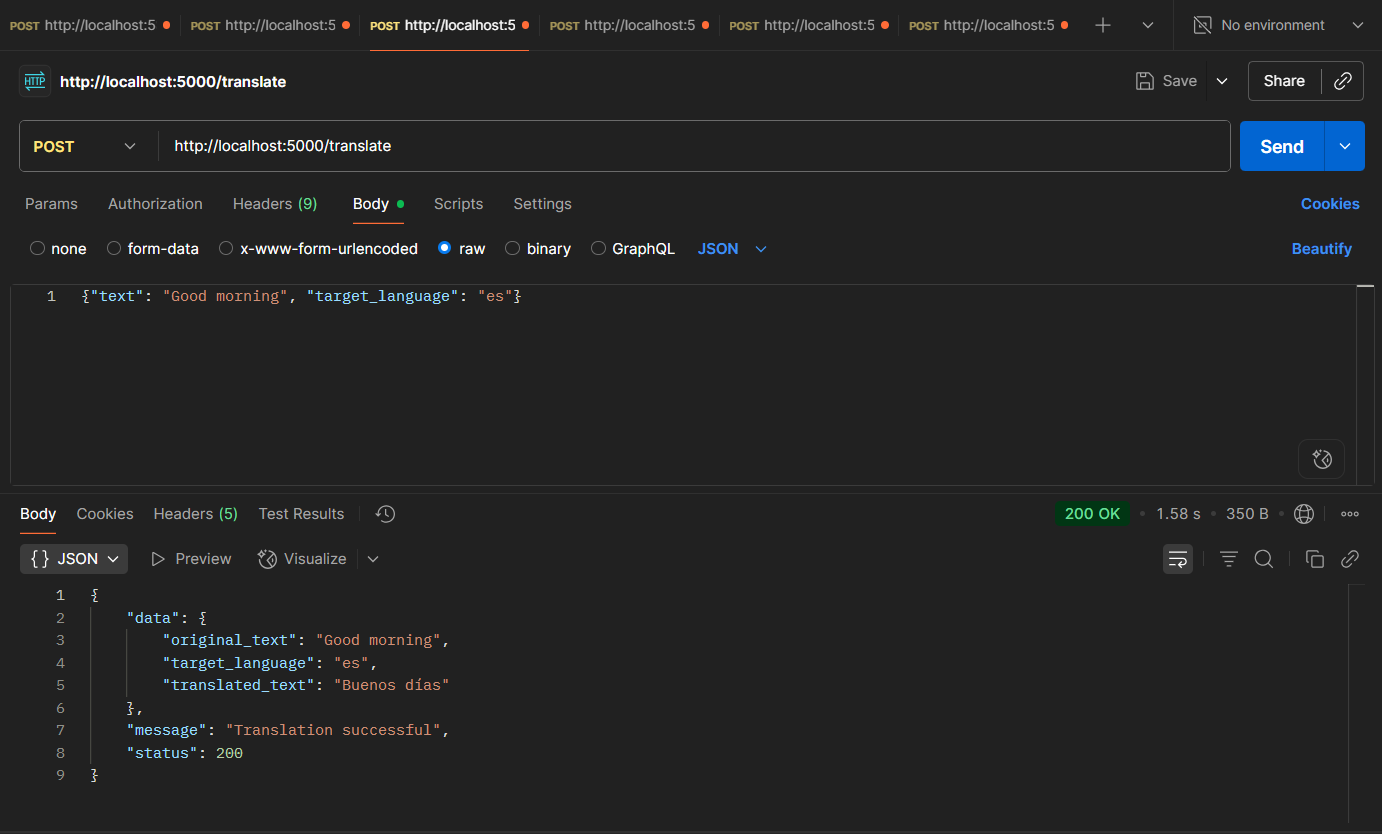 POST http://localhost:5 POST http://localhost:5 POST http://localhost:5 POST http://localhost:5 POST http://localhost:5 POST http://localhost:5 No environment
HTTP http://localhost:5000/translate Save Share
POST http://localhost:5000/translate Send
Params Authorization Headers (9) Body Scripts Settings Cookies
none form-data x-www-form-urlencoded raw binary GraphQL JSON Beautify
1 {"text": "Good morning", "target_language": "es"}
Body Cookies Headers (5) Test Results 200 OK 1.58 s 350 B
{} JSON Preview Visualize
1 {
2 "data": {
3 "original_text": "Good morning",
4 "target_language": "es",
5 "translated_text": "Buenos días"
6 },
7 "message": "Translation successful",
8 "status": 200
9 }